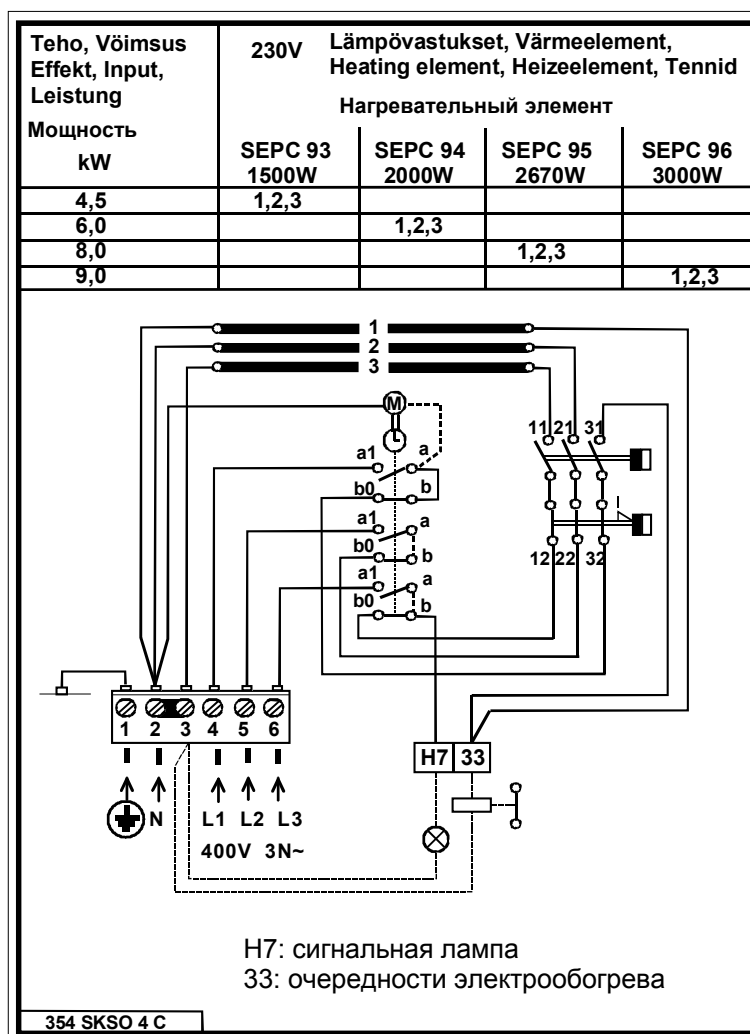 Teho, Vöimsus
Effekt, Input,
Leistung
Мощность
kW
230V
Lämpövastukset, Värmeelement,
Heating element, Heizeelement, Tennid
Нагревательный элемент
SEPC 93
1500W
SEPC 94
2000W
SEPC 95
2670W
SEPC 96
3000W
4,5 1,2,3
6,0 1,2,3
8,0 1,2,3
9,0 1,2,3
1
2
3
M
11 21 31
a1 a
b0 b
a1 a
b0 b
a1 a
b0 b
12 22 32
1 2 3 4 5 6
H7 33
N L1 L2 L3
400V 3N~
H7: сигнальная лампа
33: очередности электрообогрева
354 SKSO 4 C